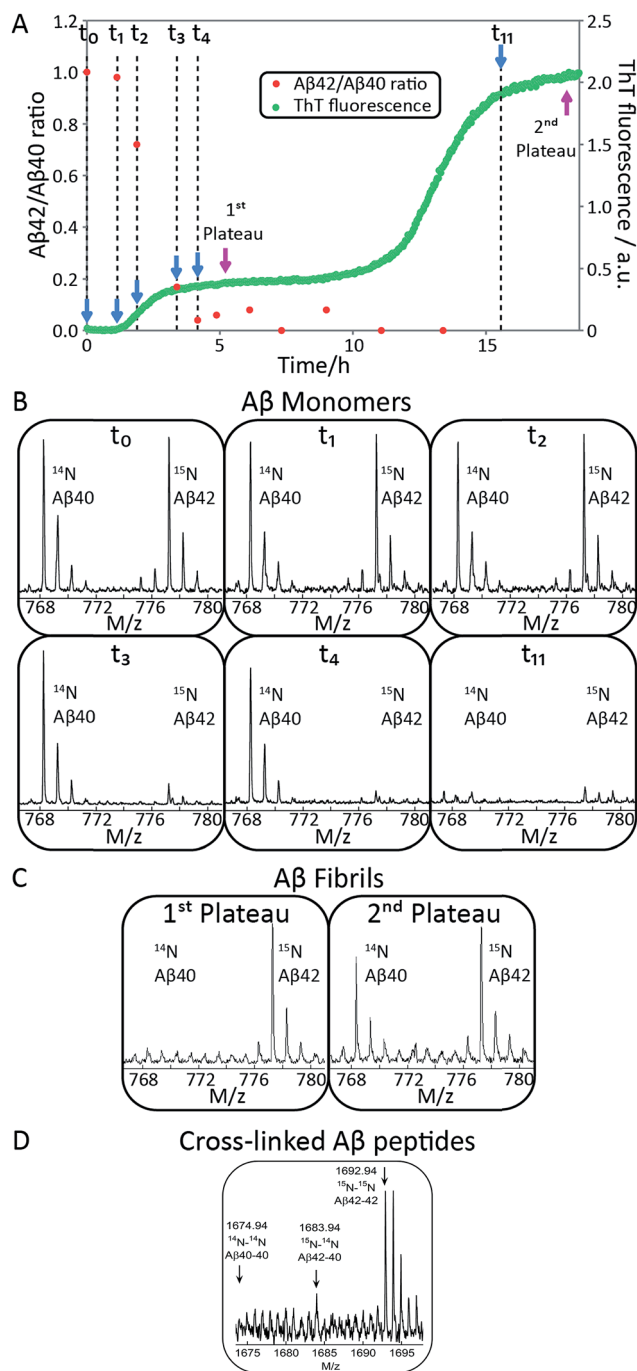 A
t₀ t₁ t₂ t₃ t₄ t₁₁
1.2
1.0
0.8
0.6
0.4
0.2
0.0
Aβ42/Aβ40 ratio
2.5
2.0
1.5
1.0
0.5
0
ThT fluorescence / a.u.
Aβ42/Aβ40 ratio
ThT fluorescence
1ˢᵗ
Plateau
2ⁿᵈ
Plateau
0 5 10 15
Time/h
B Aβ Monomers
t₀ t₁ t₂
¹⁴N ¹⁵N ¹⁴N ¹⁵N ¹⁴N ¹⁵N
Aβ40 Aβ42 Aβ40 Aβ42 Aβ40 Aβ42
768 772 776 780 768 772 776 780 768 772 776 780
M/z M/z M/z
t₃ t₄ t₁₁
¹⁴N ¹⁵N ¹⁴N ¹⁵N ¹⁴N ¹⁵N
Aβ40 Aβ42 Aβ40 Aβ42 Aβ40 Aβ42
768 772 776 780 768 772 776 780 768 772 776 780
M/z M/z M/z
C Aβ Fibrils
1ˢᵗ Plateau 2ⁿᵈ Plateau
¹⁴N ¹⁵N ¹⁴N ¹⁵N
Aβ40 Aβ42 Aβ40 Aβ42
768 772 776 780 768 772 776 780
M/z M/z
D Cross-linked Aβ peptides
1692.94
¹⁵N-¹⁵N
Aβ42-42
1674.94
¹⁴N-¹⁴N
Aβ40-40
1683.94
¹⁵N-¹⁴N
Aβ42-40
1675 1680 1685 1690 1695
M/z